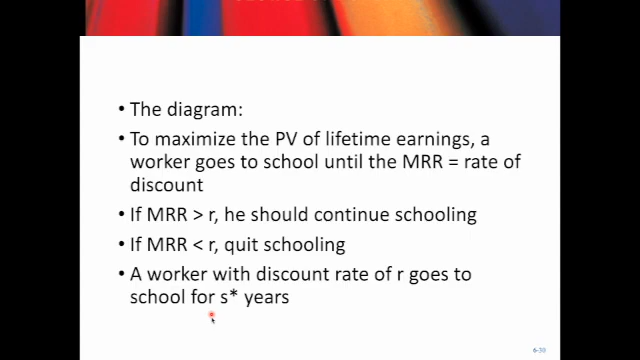 • The diagram:
• To maximize the PV of lifetime earnings, a
worker goes to school until the MRR = rate of
discount
• If MRR > r, he should continue schooling
• If MRR < r, quit schooling
• A worker with discount rate of r goes to
school for s* years
6-30